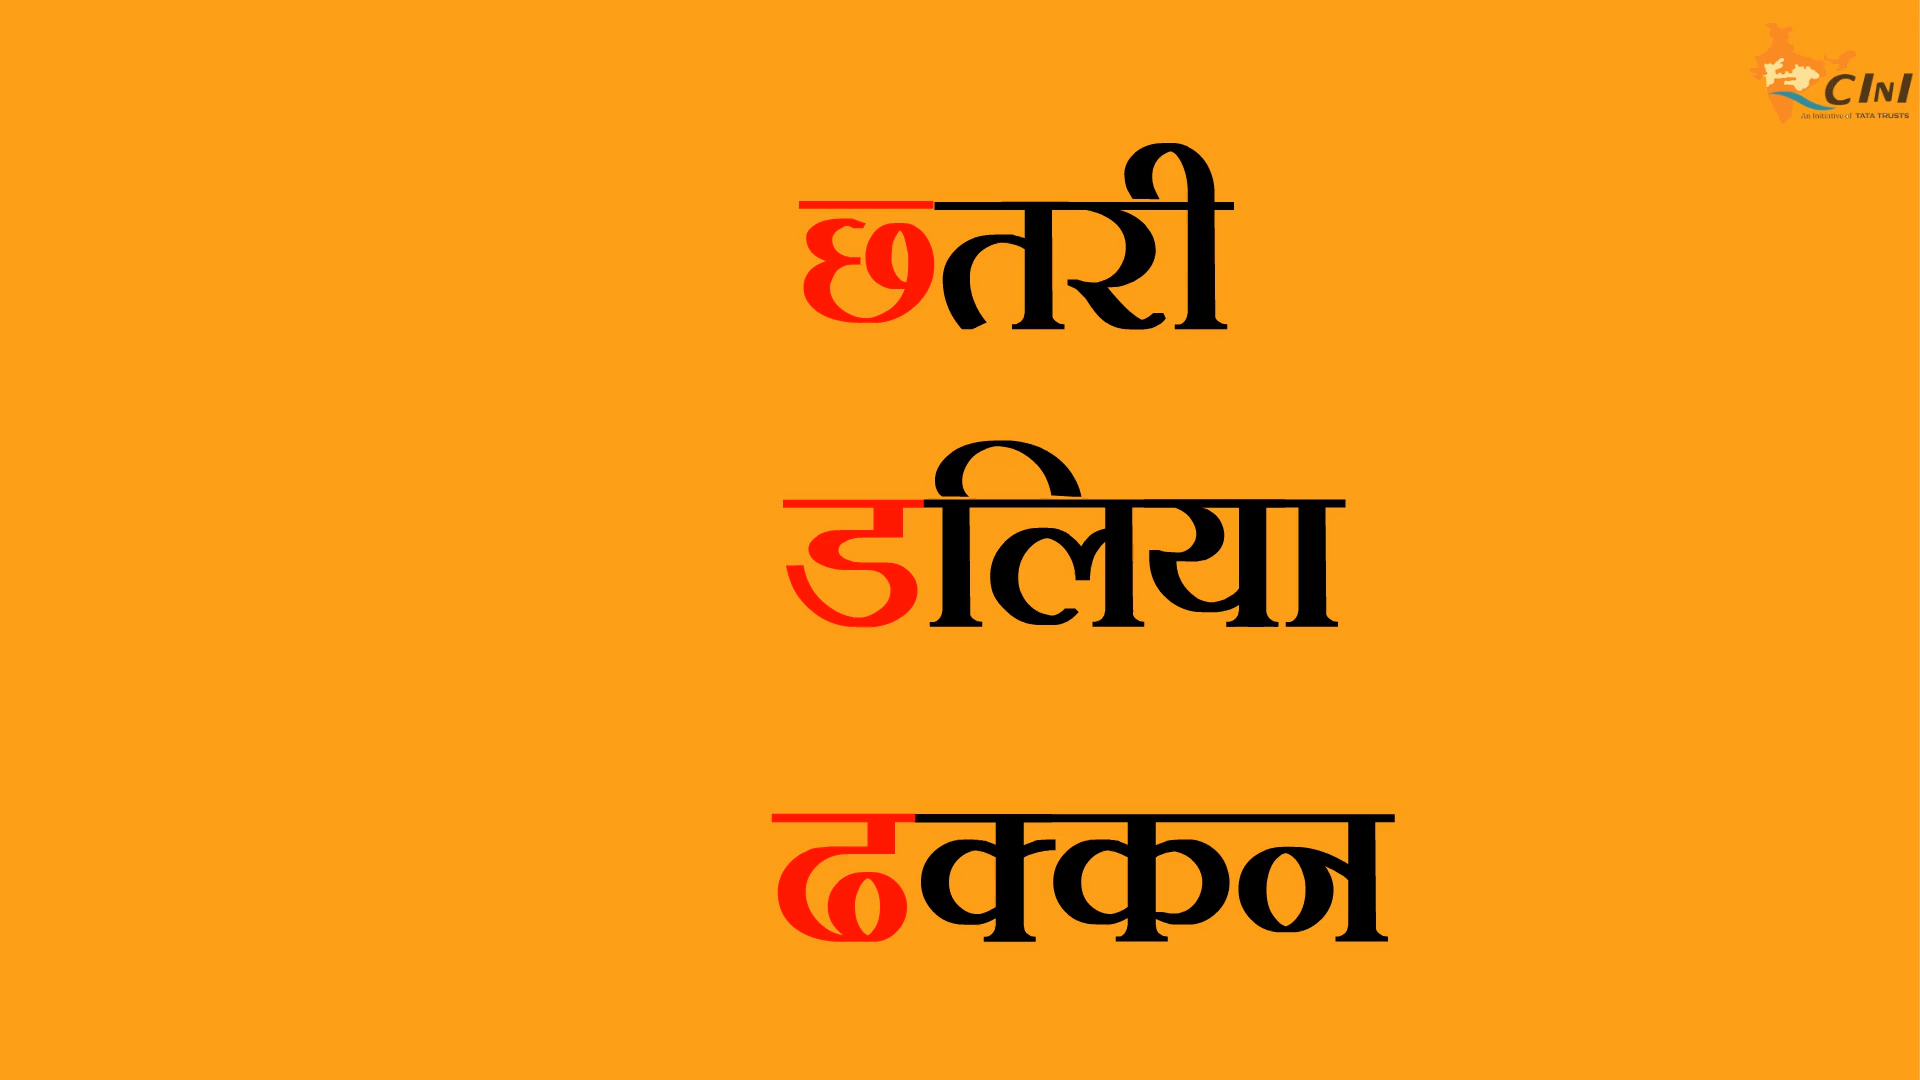 CInI
An Initiative of TATA TRUSTS
छतरी
डलिया
ढक्कन